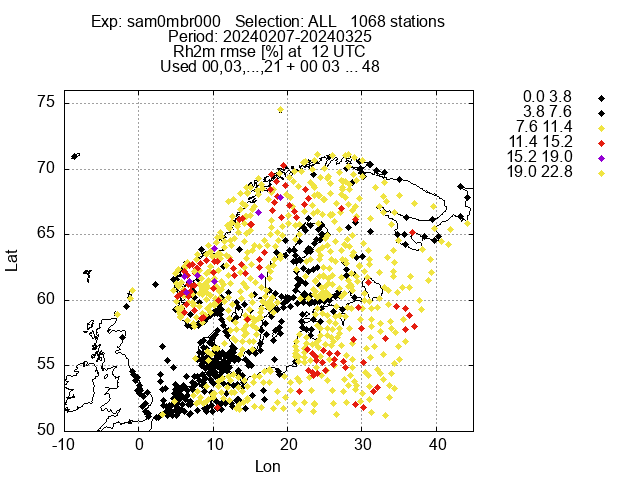 Exp: sam0mbr000 Selection: ALL 1068 stations
Period: 20240207-20240325
Rh2m rmse [%] at 12 UTC
Used 00,03,...,21 + 00 03 ... 48
0.0 3.8
3.8 7.6
7.6 11.4
11.4 15.2
15.2 19.0
19.0 22.8
75
70
65
60
55
50
Lat
-10 0 10 20 30 40
Lon